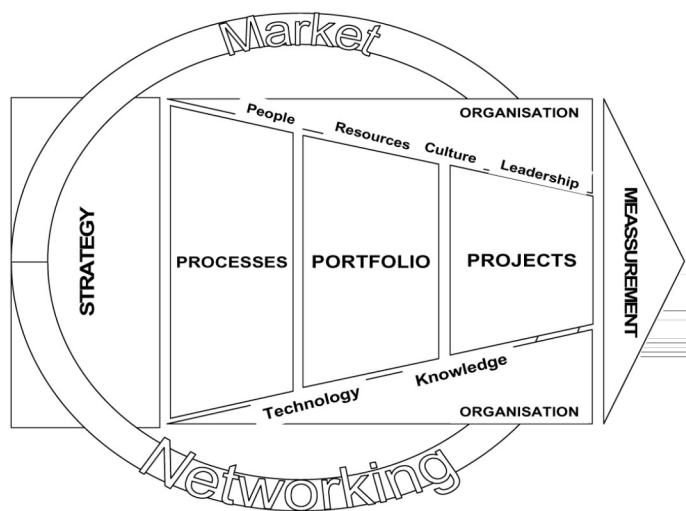 Market
ORGANISATION
People
Resources
Culture
Leadership
STRATEGY
PROCESSES
PORTFOLIO
PROJECTS
MEASSUREMENT
Knowledge
Technology
ORGANISATION
Networking